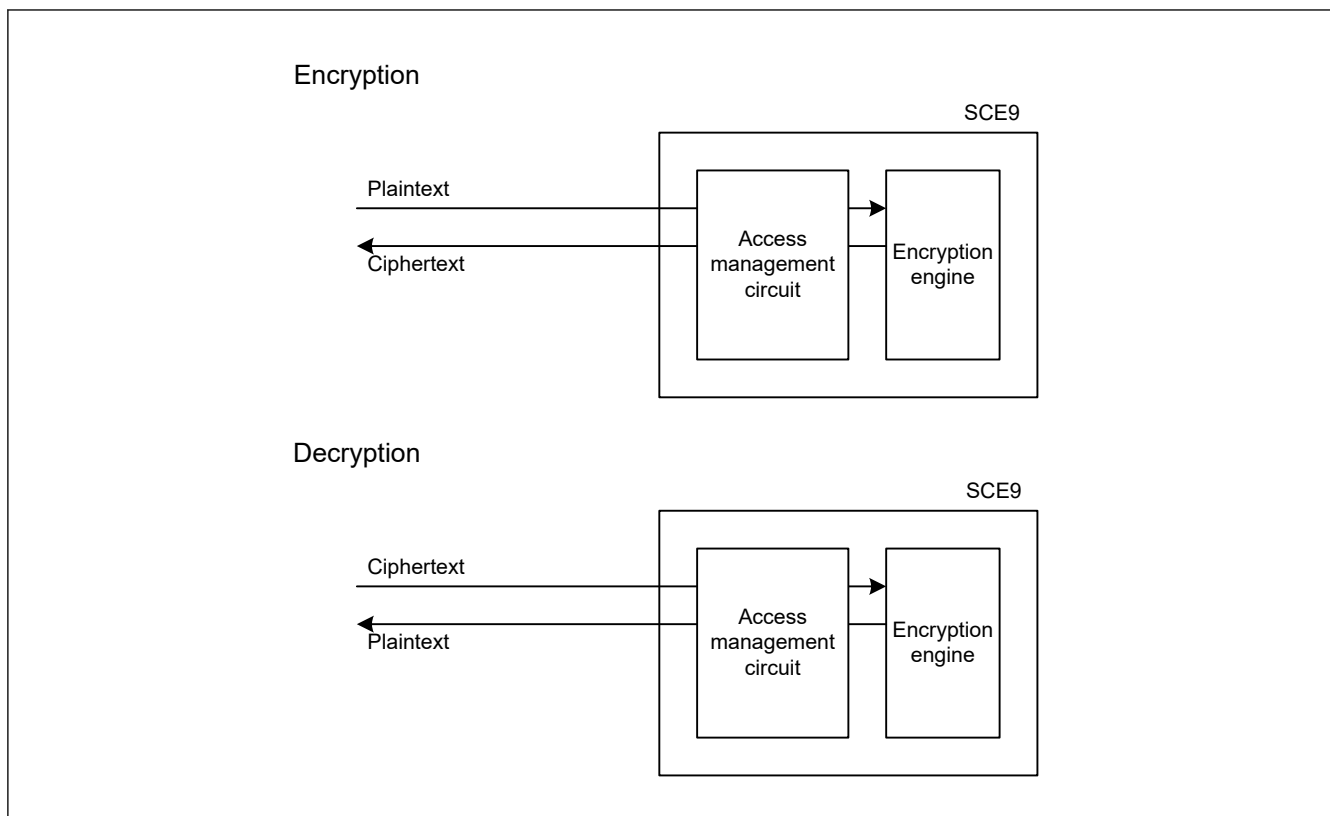 Encryption
SCE9
Plaintext
Ciphertext
Access
management
circuit
Encryption
engine
Decryption
SCE9
Ciphertext
Plaintext
Access
management
circuit
Encryption
engine